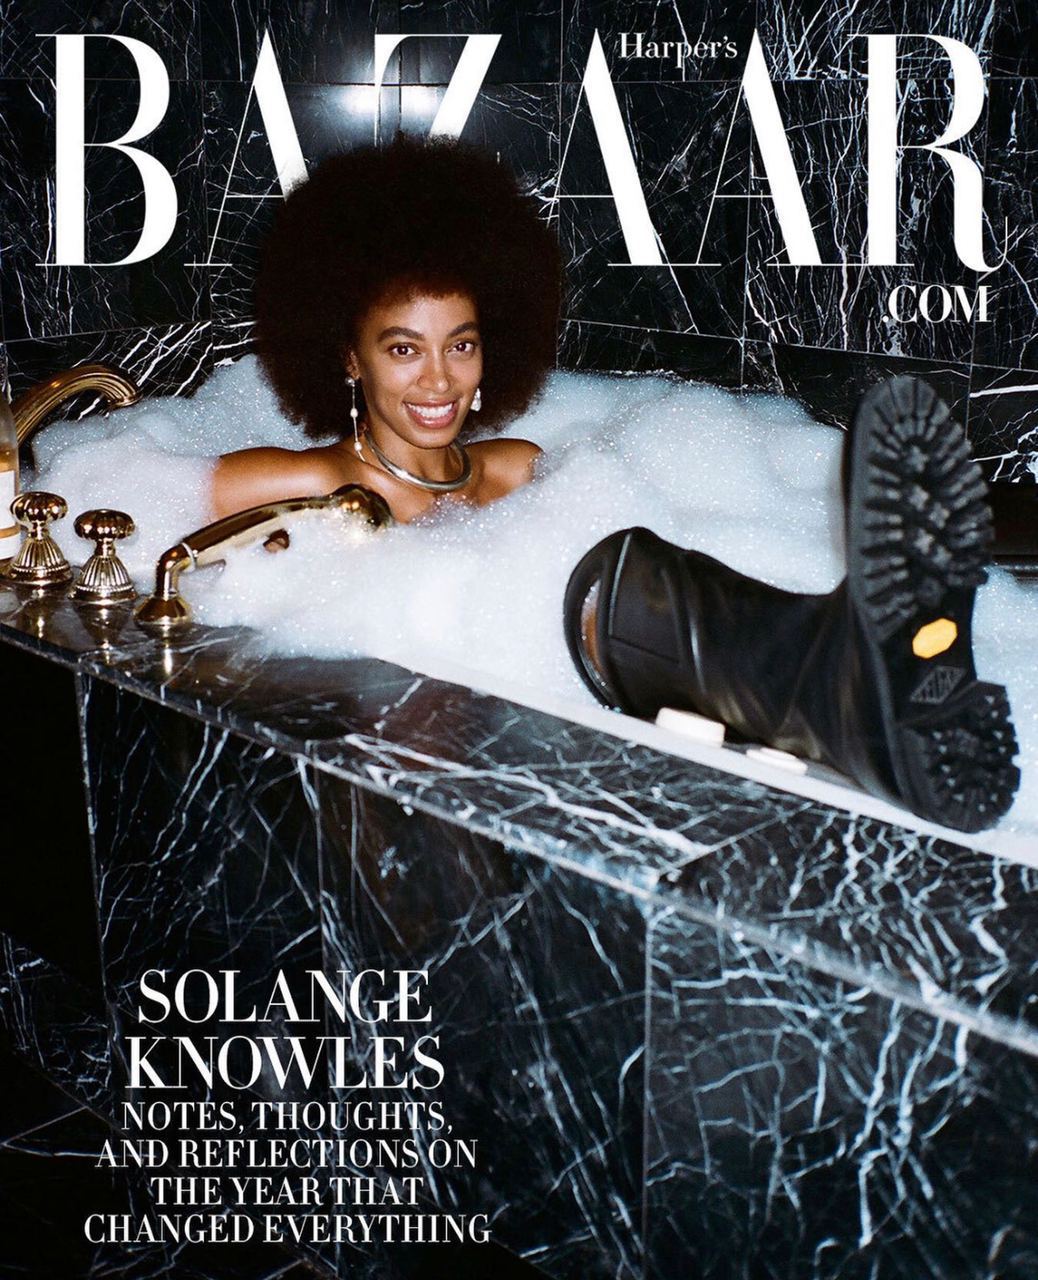 Harper's
BAZAAR
.COM
SOLANGE
KNOWLES
NOTES, THOUGHTS,
AND REFLECTIONS ON
THE YEAR THAT
CHANGED EVERYTHING